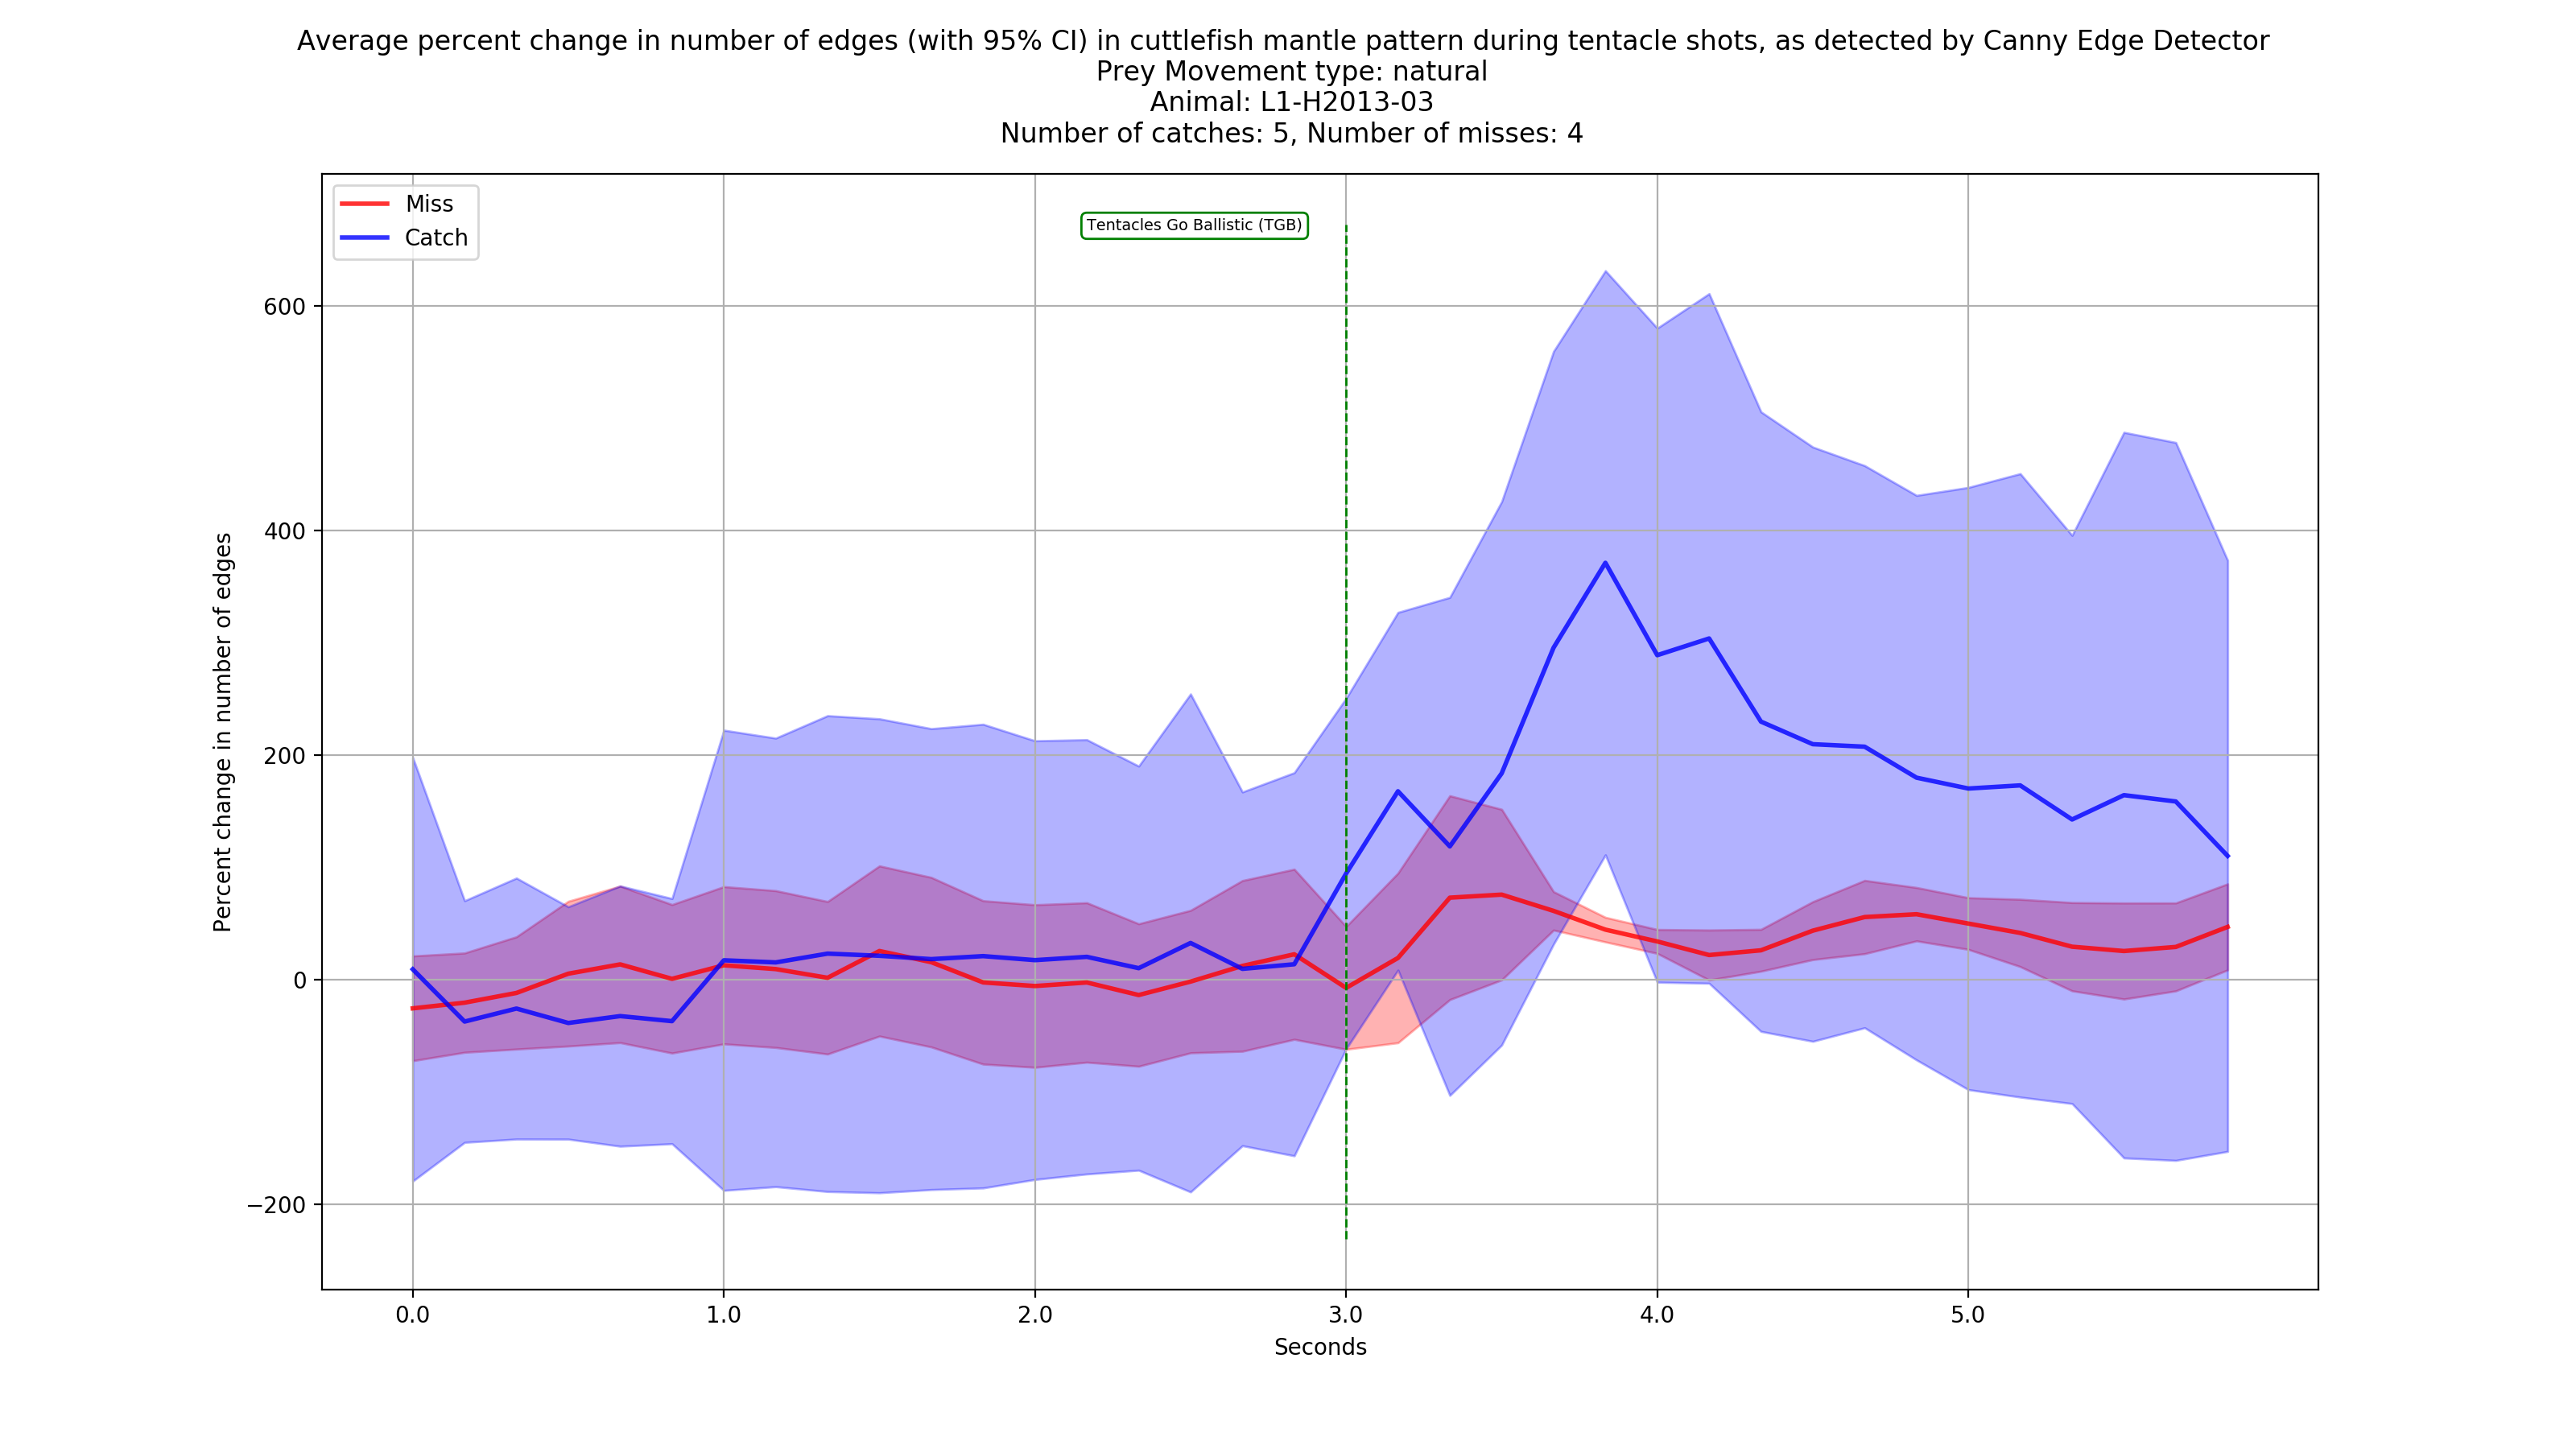 Average percent change in number of edges (with 95% CI) in cuttlefish mantle pattern during tentacle shots, as detected by Canny Edge Detector
Prey Movement type: natural
Animal: L1-H2013-03
Number of catches: 5, Number of misses: 4
Miss
Catch
Tentacles Go Ballistic (TGB)
600
400
200
0
−200
Percent change in number of edges
0.0 1.0 2.0 3.0 4.0 5.0
Seconds